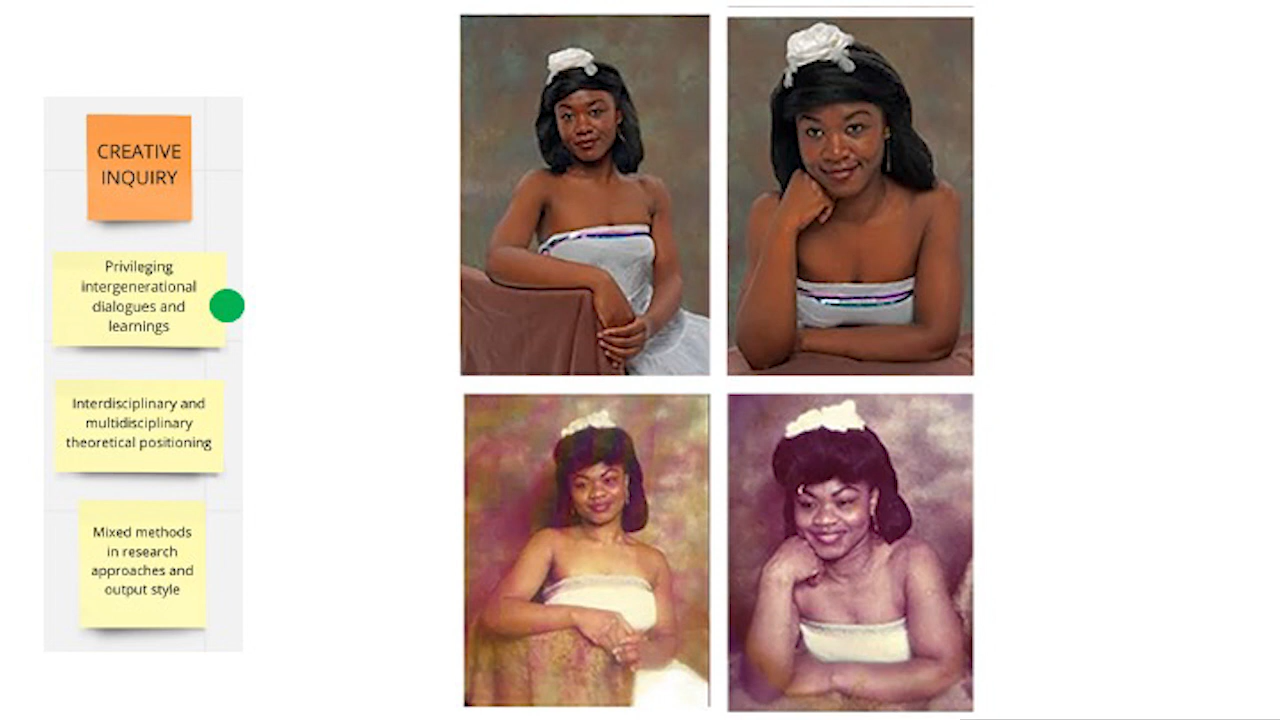 CREATIVE
INQUIRY
Privileging
intergenerational
dialogues and
learnings
Interdisciplinary and
multidisciplinary
theoretical positioning
Mixed methods
in research
approaches and
output style